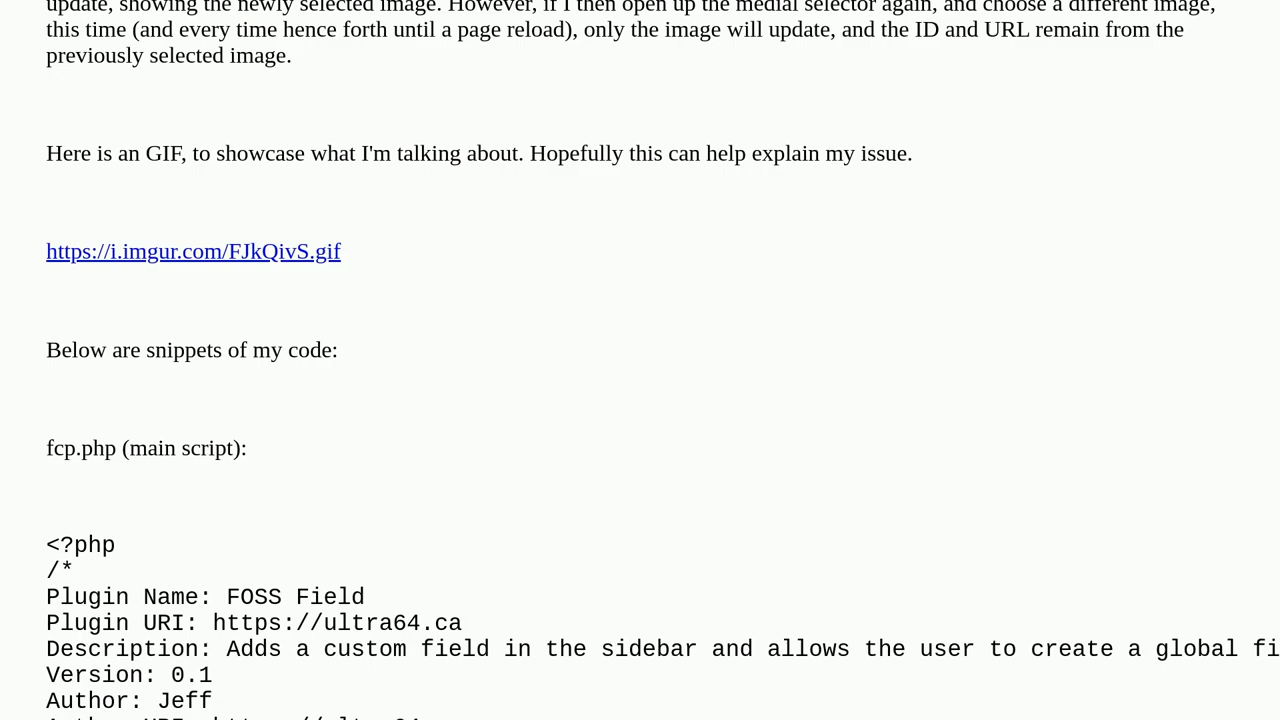 update, showing the newly selected image. However, if I then open up the medial selector again, and choose a different image,
this time (and every time hence forth until a page reload), only the image will update, and the ID and URL remain from the
previously selected image.
Here is an GIF, to showcase what I'm talking about. Hopefully this can help explain my issue.
https://i.imgur.com/FJkQivS.gif
Below are snippets of my code:
fcp.php (main script):
<?php
/*
Plugin Name: FOSS Field
Plugin URI: https://ultra64.ca
Description: Adds a custom field in the sidebar and allows the user to create a global fi
Version: 0.1
Author: Jeff